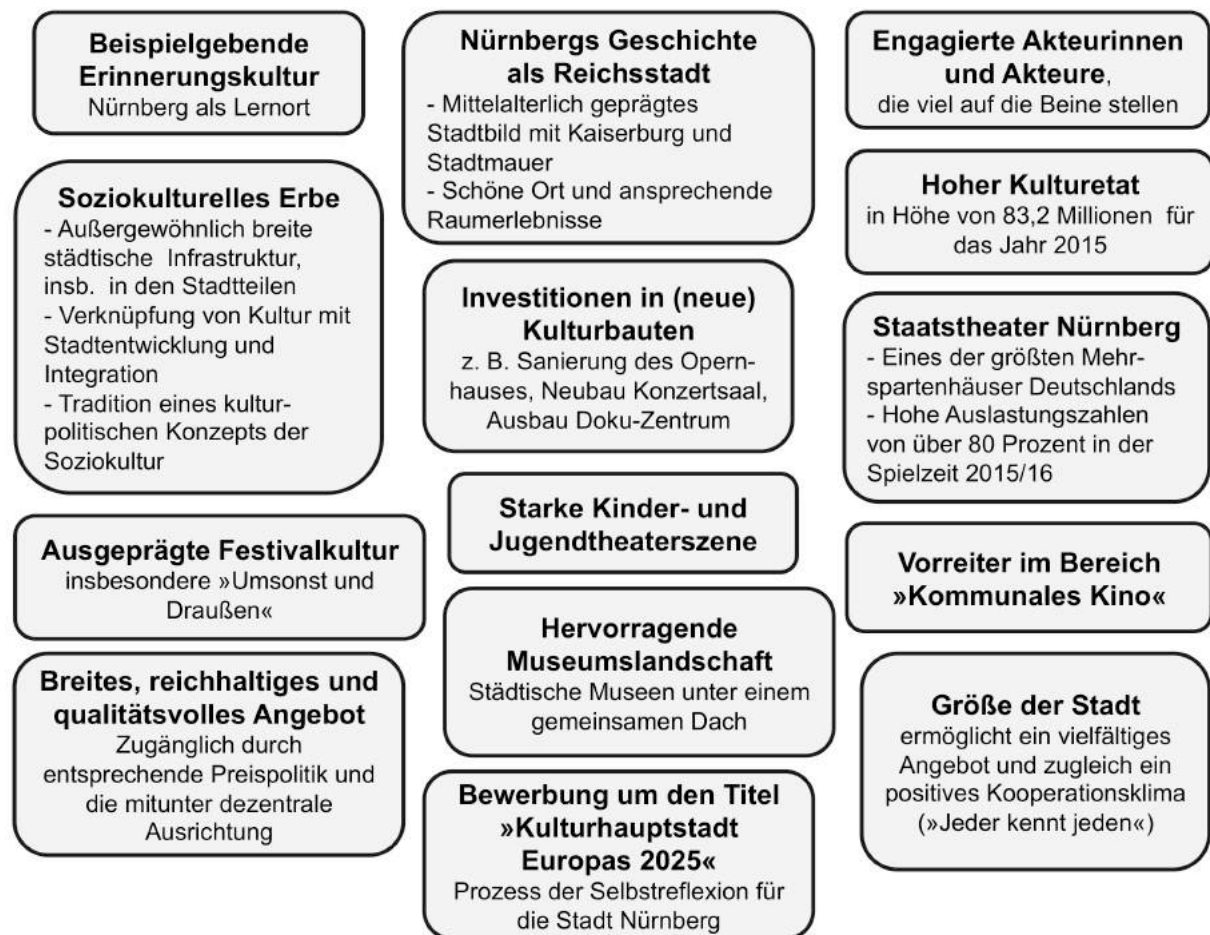 Beispielgebende
Erinnerungskultur
Nürnberg als Lernort
Soziokulturelles Erbe
- Außergewöhnlich breite
städtische Infrastruktur,
insb. in den Stadtteilen
- Verknüpfung von Kultur mit
Stadtentwicklung und
Integration
- Tradition eines kultur-
politischen Konzepts der
Soziokultur
Ausgeprägte Festivalkultur
insbesondere »Umsonst und
Draußen«
Breites, reichhaltiges und
qualitätsvolles Angebot
Zugänglich durch
entsprechende Preispolitik und
die mitunter dezentrale
Ausrichtung
Nürnbergs Geschichte
als Reichsstadt
- Mittelalterlich geprägtes
Stadtbild mit Kaiserburg und
Stadtmauer
- Schöne Ort und ansprechende
Raumerlebnisse
Investitionen in (neue)
Kulturbauten
z. B. Sanierung des Opern-
hauses, Neubau Konzertsaal,
Ausbau Doku-Zentrum
Starke Kinder- und
Jugendtheaterszene
Hervorragende
Museumslandschaft
Städtische Museen unter einem
gemeinsamen Dach
Bewerbung um den Titel
»Kulturhauptstadt
Europas 2025«
Prozess der Selbstreflexion für
die Stadt Nürnberg
Engagierte Akteurinnen
und Akteure,
die viel auf die Beine stellen
Hoher Kulturetat
in Höhe von 83,2 Millionen für
das Jahr 2015
Staatstheater Nürnberg
- Eines der größten Mehr-
spartenhäuser Deutschlands
- Hohe Auslastungszahlen
von über 80 Prozent in der
Spielzeit 2015/16
Vorreiter im Bereich
»Kommunales Kino«
Größe der Stadt
ermöglicht ein vielfältiges
Angebot und zugleich ein
positives Kooperationsklima
(»Jeder kennt jeden«)